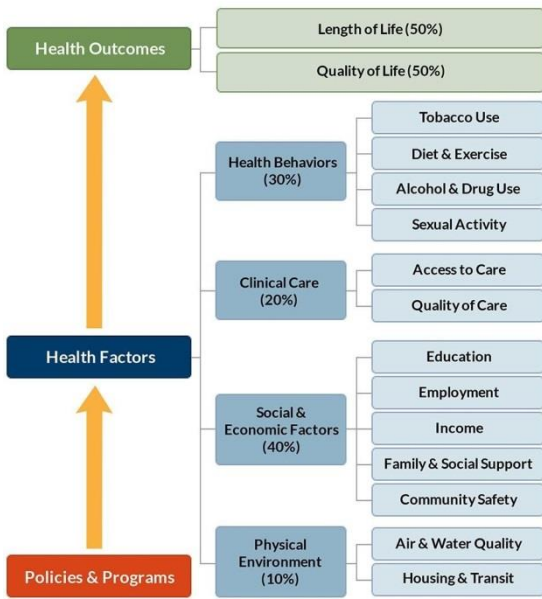 Health Outcomes
Length of Life (50%)
Quality of Life (50%)
Health Factors
Health Behaviors
(30%)
Tobacco Use
Diet & Exercise
Alcohol & Drug Use
Sexual Activity
Clinical Care
(20%)
Access to Care
Quality of Care
Social &
Economic Factors
(40%)
Education
Employment
Income
Family & Social Support
Community Safety
Physical
Environment
(10%)
Air & Water Quality
Housing & Transit
Policies & Programs